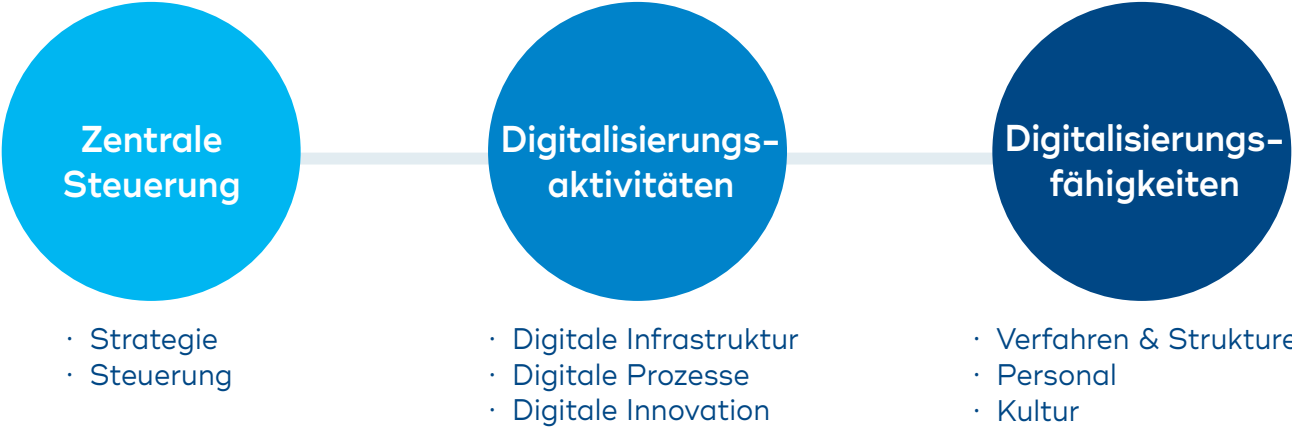 Zentrale
Steuerung
· Strategie
· Steuerung
Digitalisierungs-
aktivitäten
· Digitale Infrastruktur
· Digitale Prozesse
· Digitale Innovation
Digitalisierungs-
fähigkeiten
· Verfahren & Strukture
· Personal
· Kultur